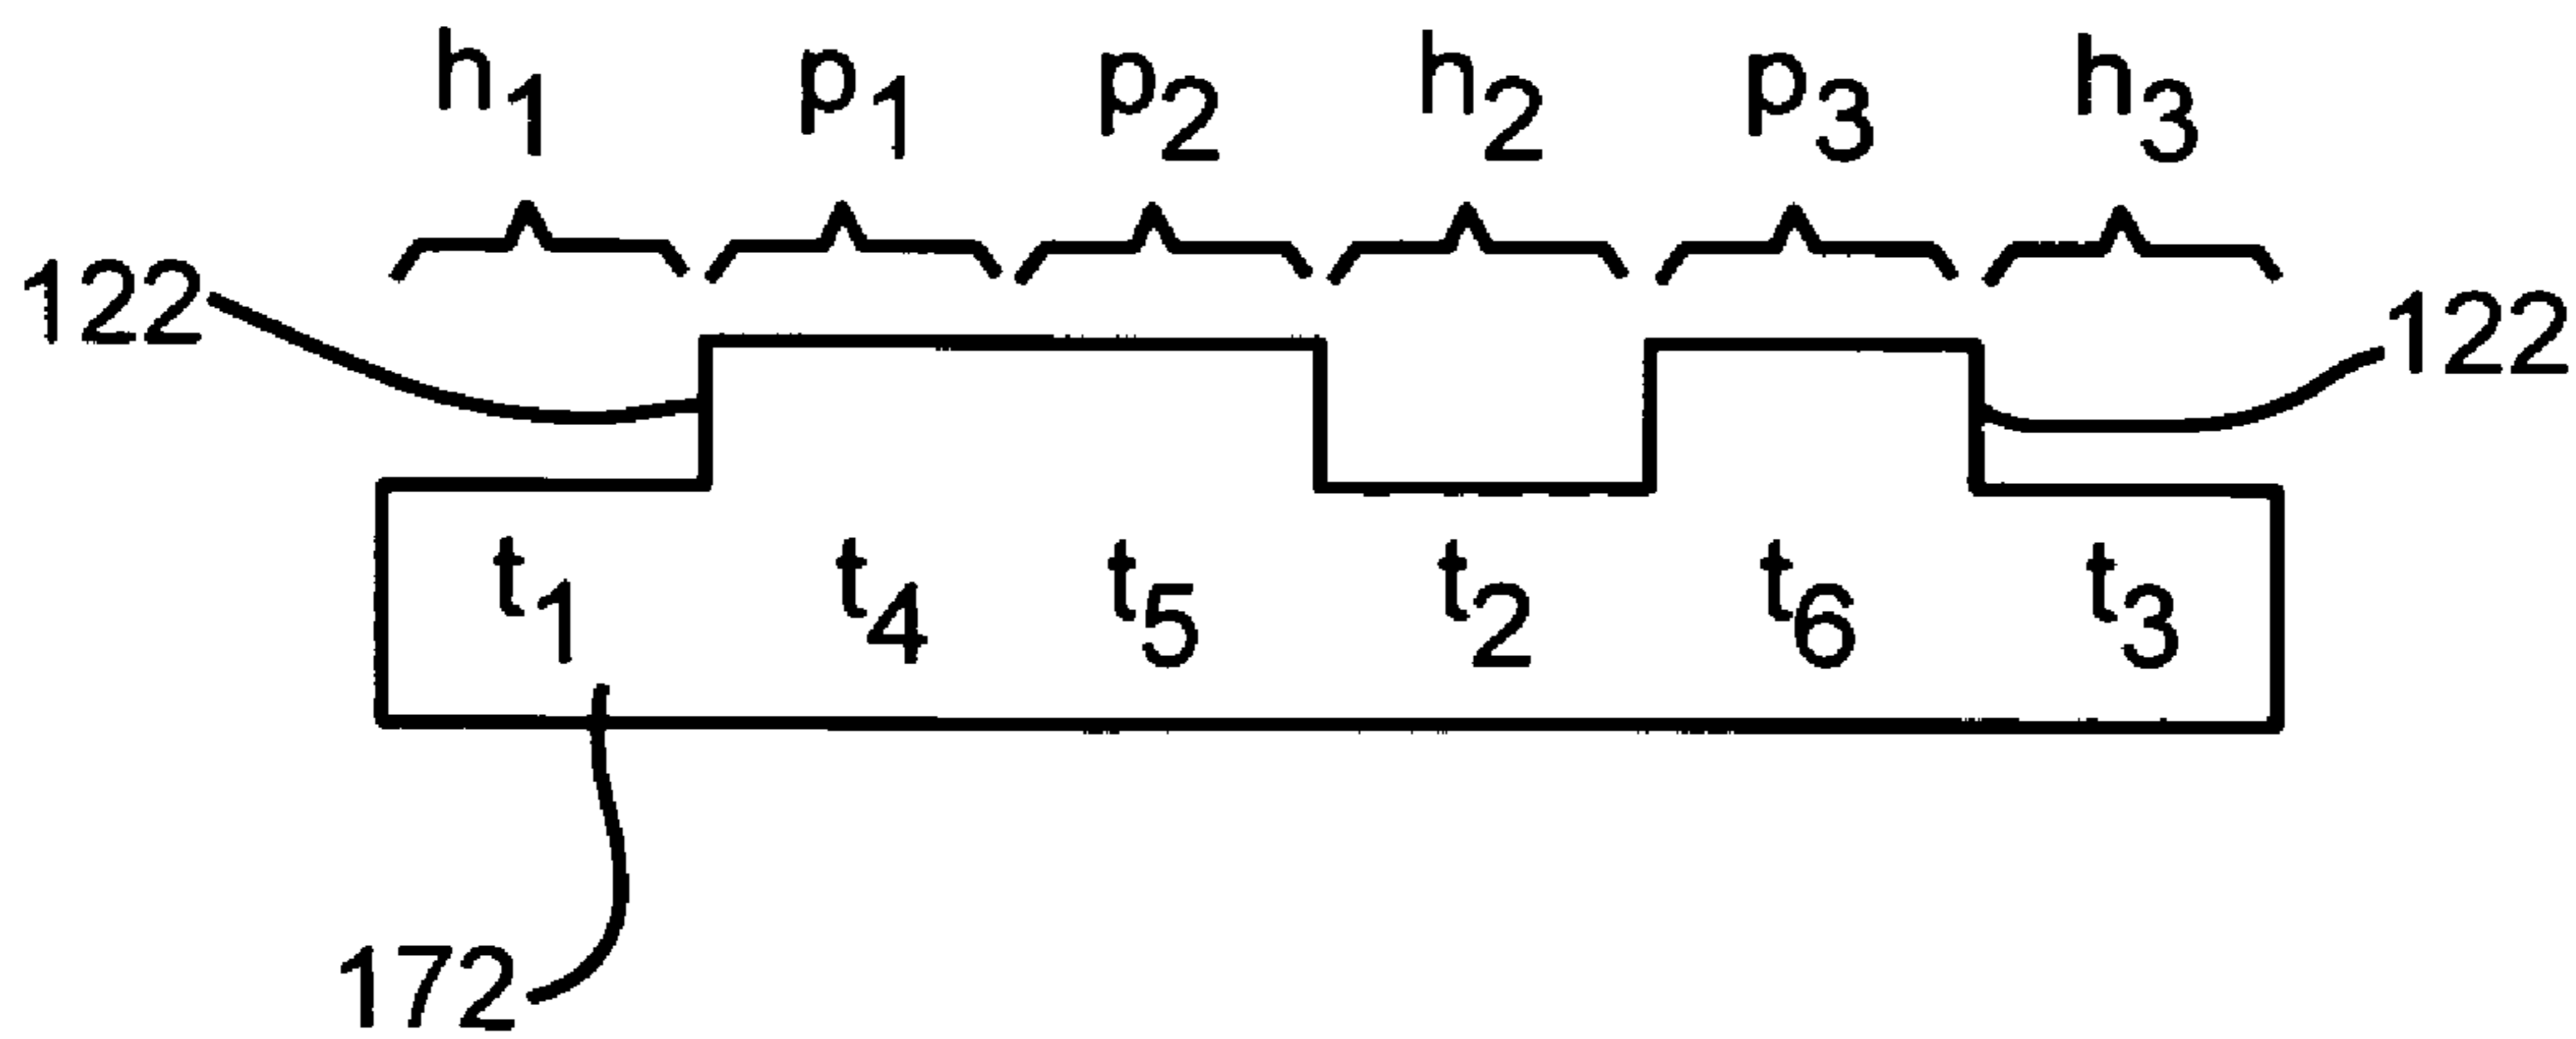 h₁ p₁ p₂ h₂ p₃ h₃
122 122
t₁ t₄ t₅ t₂ t₆ t₃
172